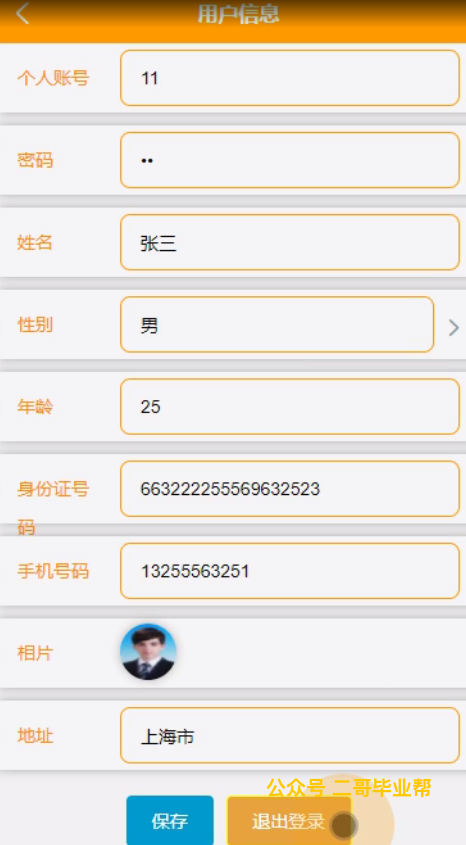 用户信息
个人账号 11
密码 ••
姓名 张三
性别 男
年龄 25
身份证号码 663222255569632523
手机号码 13255563251
相片
地址 上海市
公众号 二哥毕业帮
保存 退出登录